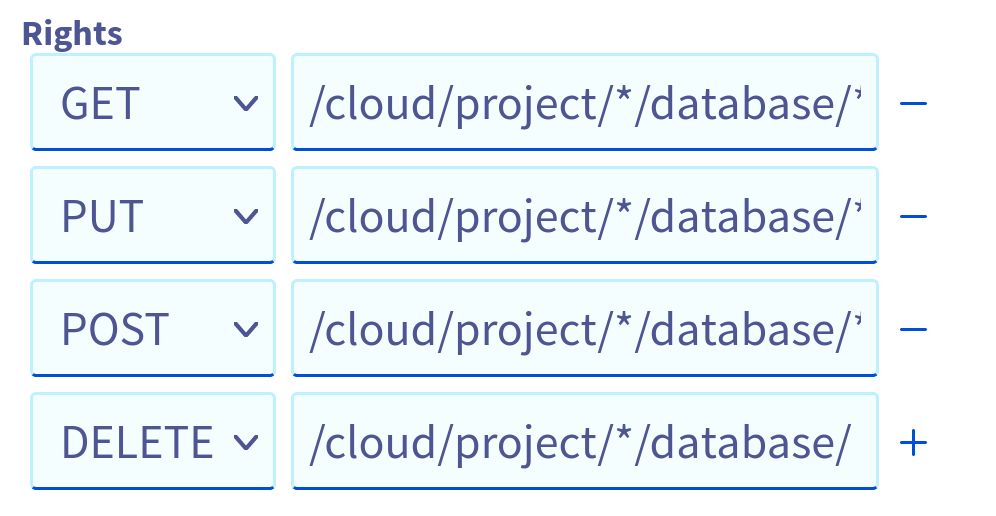 Rights
GET /cloud/project/*/database/*
PUT /cloud/project/*/database/*
POST /cloud/project/*/database/*
DELETE /cloud/project/*/database/